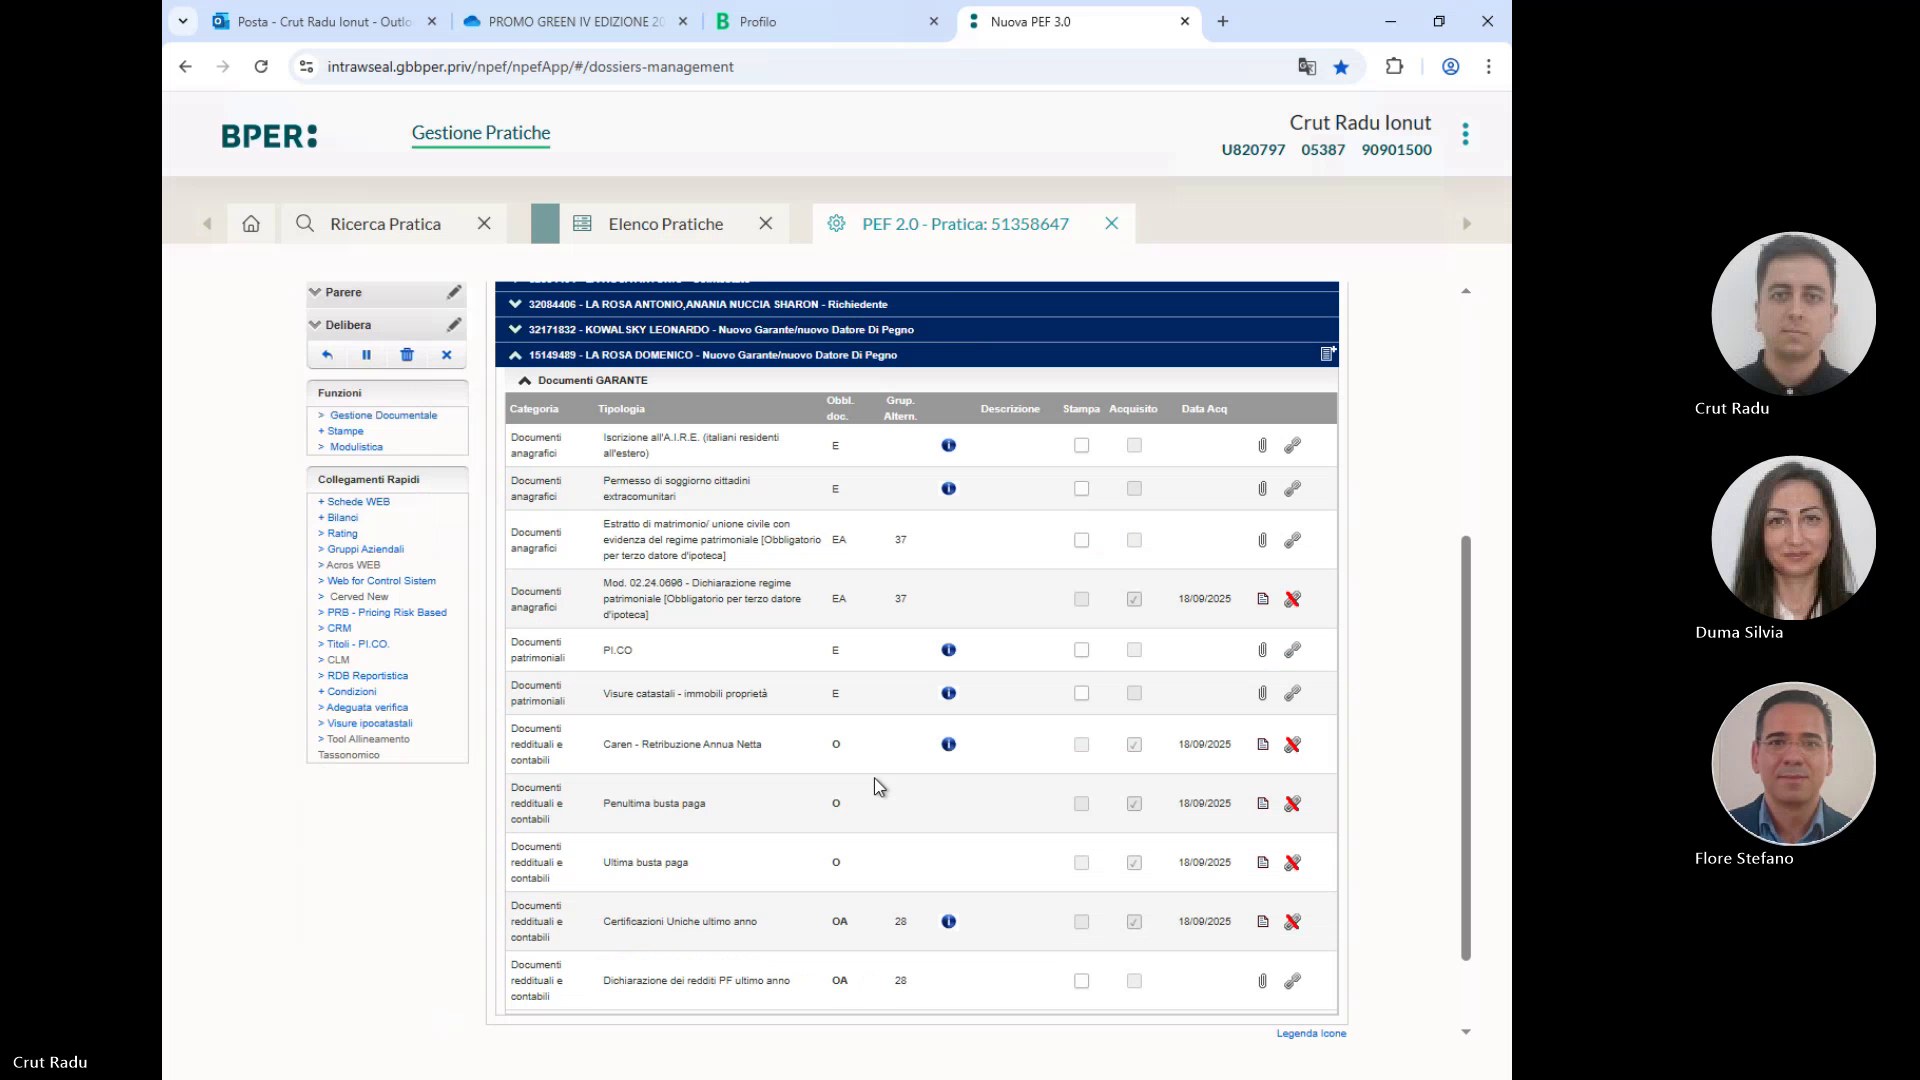 Posta - Crut Radu Ionut - Outlo
PROMO GREEN IV EDIZIONE 20
Profilo
Nuova PEF 3.0
intrawseal.gbbper.priv/npef/npefApp/#/dossiers-management
BPER:
Gestione Pratiche
Crut Radu Ionut
U820797 05387 90901500
Ricerca Pratica
Elenco Pratiche
PEF 2.0 - Pratica: 51358647
Parere
Delibera
Funzioni
> Gestione Documentale
+ Stampe
> Modulistica
Collegamenti Rapidi
+ Schede WEB
+ Bilanci
> Rating
> Gruppi Aziendali
> Acros WEB
> Web for Control Sistem
> Cerved New
> PRB - Pricing Risk Based
> CRM
> Titoli - PI.CO.
> CLM
> RDB Reportistica
+ Condizioni
> Adeguata verifica
> Visure ipocatastali
> Tool Allineamento
Tassonomico
32084406 - LA ROSA ANTONIO,ANANIA NUCCIA SHARON - Richiedente
32171832 - KOWALSKY LEONARDO - Nuovo Garante/nuovo Datore Di Pegno
15149489 - LA ROSA DOMENICO - Nuovo Garante/nuovo Datore Di Pegno
Documenti GARANTE
Categoria Tipologia Obbl. doc. Grup. Altern. Descrizione Stampa Acquisito Data Acq
Documenti anagrafici Iscrizione all'A.I.R.E. (italiani residenti all'estero) E
Documenti anagrafici Permesso di soggiorno cittadini extracomunitari E
Documenti anagrafici Estratto di matrimonio/ unione civile con evidenza del regime patrimoniale [Obbligatorio per terzo datore d'ipoteca] EA 37
Documenti anagrafici Mod. 02.24.0696 - Dichiarazione regime patrimoniale [Obbligatorio per terzo datore d'ipoteca] EA 37 18/09/2025
Documenti patrimoniali PI.CO E
Documenti patrimoniali Visure catastali - immobili proprietà E
Documenti reddituali e contabili Caren - Retribuzione Annua Netta O 18/09/2025
Documenti reddituali e contabili Penultima busta paga O 18/09/2025
Documenti reddituali e contabili Ultima busta paga O 18/09/2025
Documenti reddituali e contabili Certificazioni Uniche ultimo anno OA 28 18/09/2025
Documenti reddituali e contabili Dichiarazione dei redditi PF ultimo anno OA 28
Legenda Icone
Crut Radu
Duma Silvia
Flore Stefano
Crut Radu